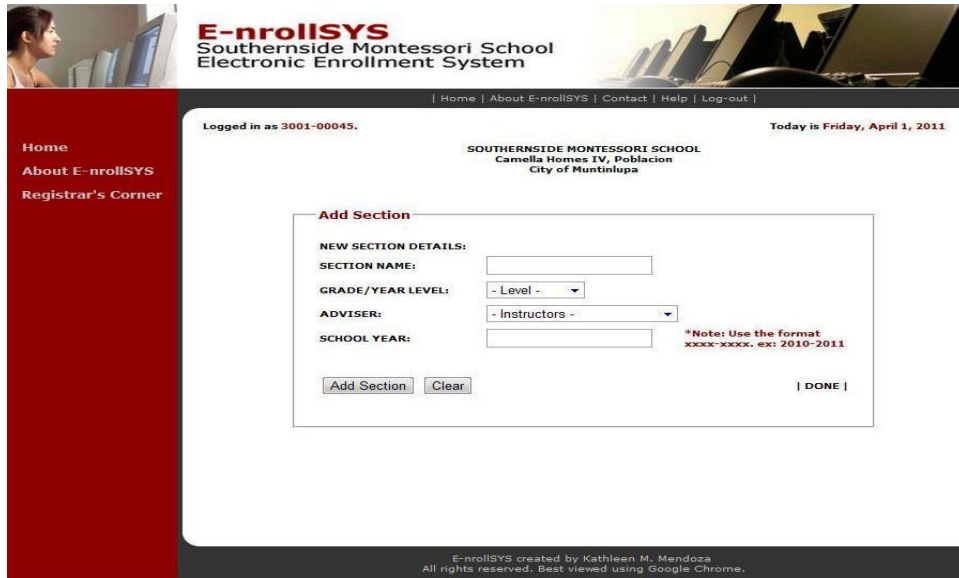 E-nrollSYS
Southernside Montessori School
Electronic Enrollment System
| Home | About E-nrollSYS | Contact | Help | Log-out |
Home
About E-nrollSYS
Registrar's Corner
Logged in as 3001-00045.
Today is Friday, April 1, 2011
SOUTHERNSIDE MONTESSORI SCHOOL
Camella Homes IV, Poblacion
City of Muntinlupa
Add Section
NEW SECTION DETAILS:
SECTION NAME:
GRADE/YEAR LEVEL: - Level -
ADVISER: - Instructors -
SCHOOL YEAR:
*Note: Use the format
xxxx-xxxx. ex: 2010-2011
Add Section Clear | DONE |
E-nrollSYS created by Kathleen M. Mendoza
All rights reserved. Best viewed using Google Chrome.